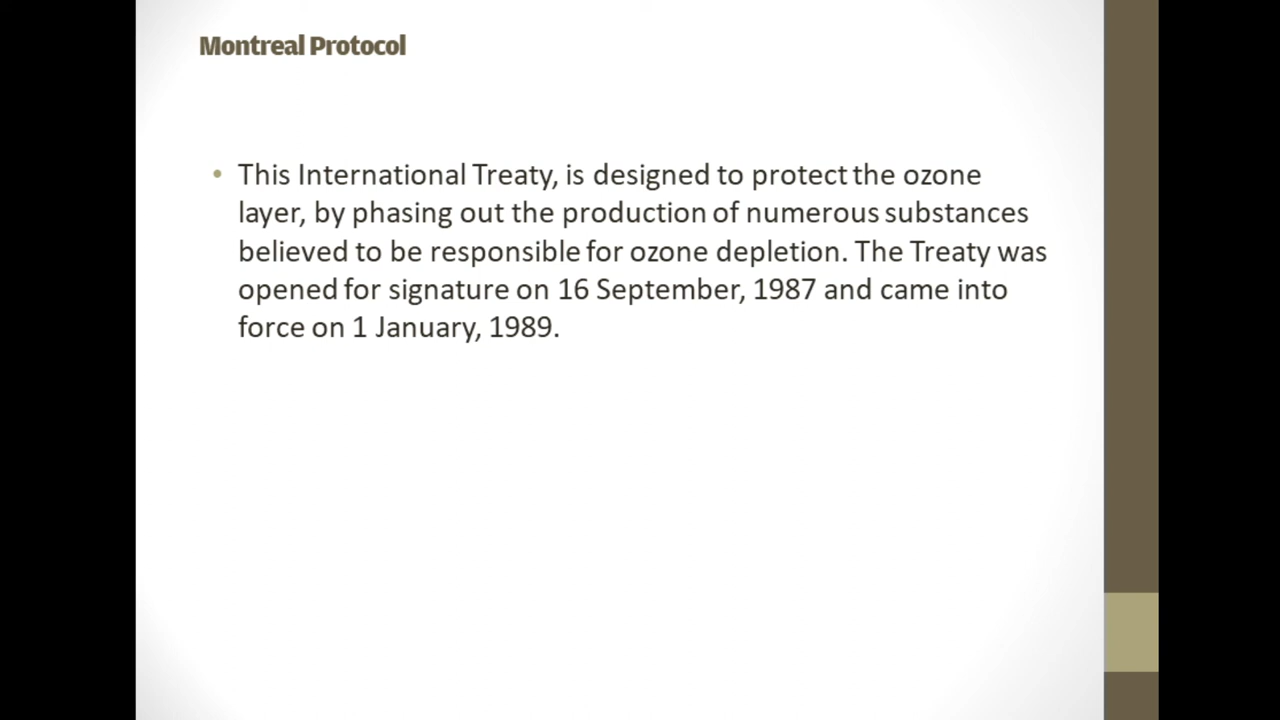 Montreal Protocol
• This International Treaty, is designed to protect the ozone
layer, by phasing out the production of numerous substances
believed to be responsible for ozone depletion. The Treaty was
opened for signature on 16 September, 1987 and came into
force on 1 January, 1989.